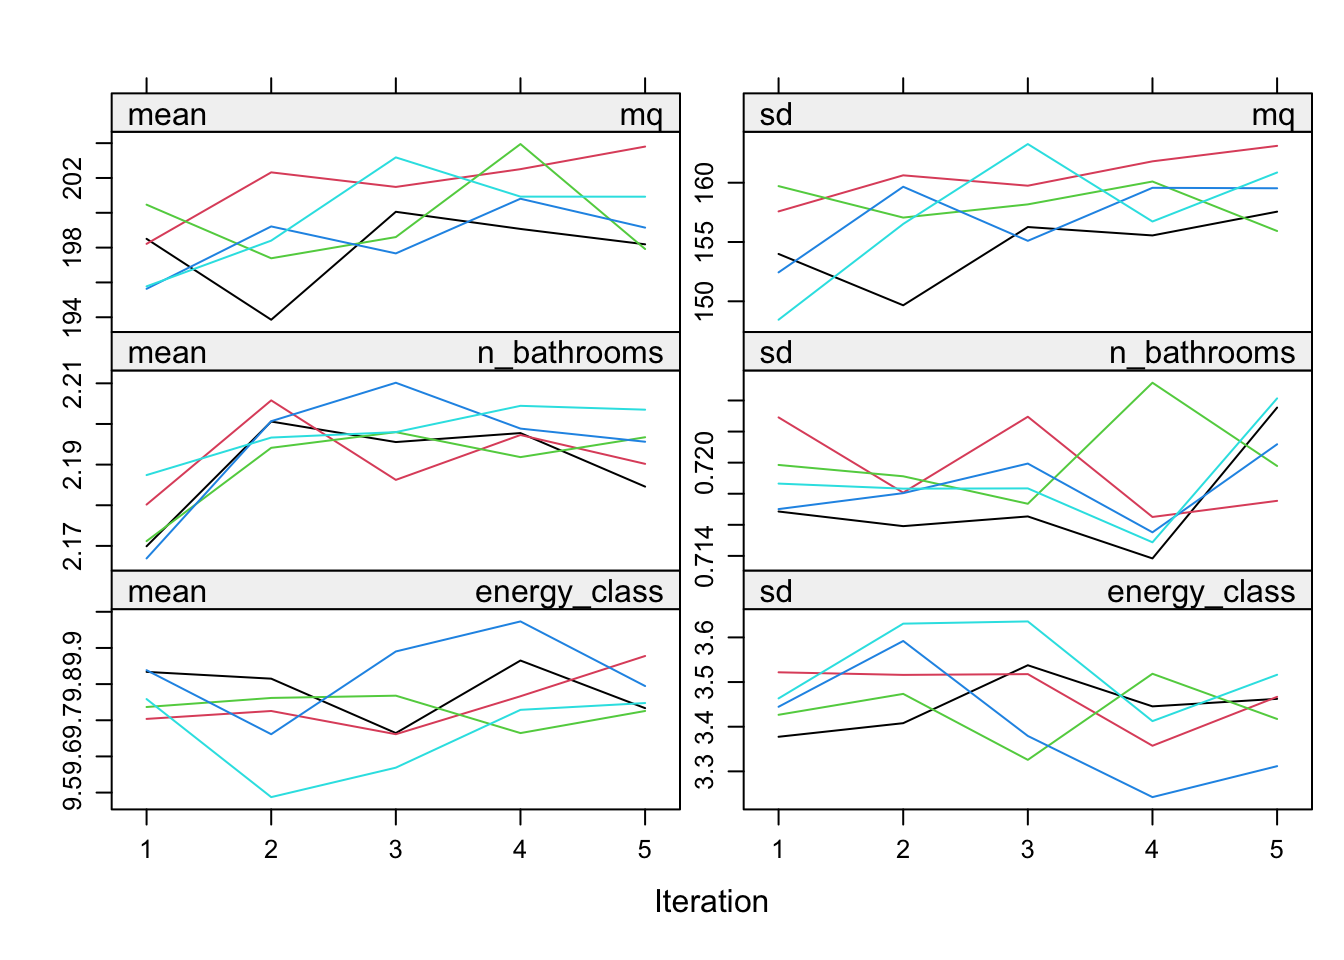 mean mq
202
198
194
sd mq
160
155
150
mean n_bathrooms
2.21
2.19
2.17
sd n_bathrooms
0.720
0.714
mean energy_class
9.9
9.8
9.7
9.6
9.5
sd energy_class
3.6
3.5
3.4
3.3
1 2 3 4 5
1 2 3 4 5
Iteration